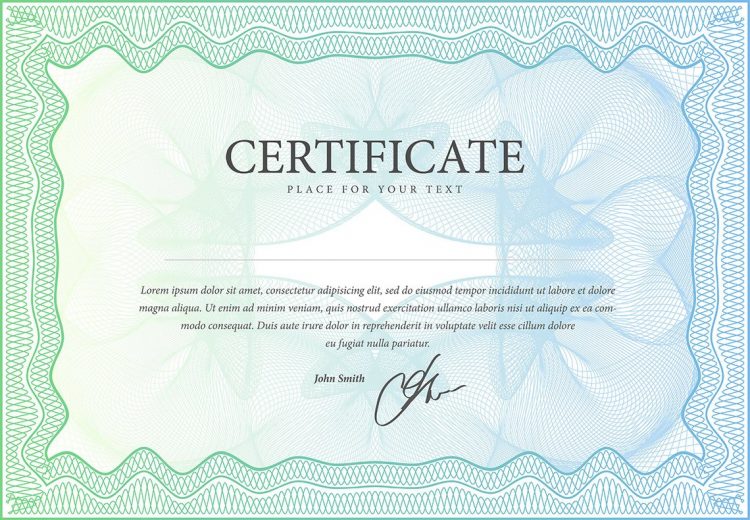 CERTIFICATE
PLACE FOR YOUR TEXT
Lorem ipsum dolor sit amet, consectetur adipisicing elit, sed do eiusmod tempor incididunt ut labore et dolore
magna aliqua. Ut enim ad minim veniam, quis nostrud exercitation ullamco laboris nisi ut aliquip ex ea com-
modo consequat. Duis aute irure dolor in reprehenderit in voluptate velit esse cillum dolore
eu fugiat nulla pariatur.
John Smith